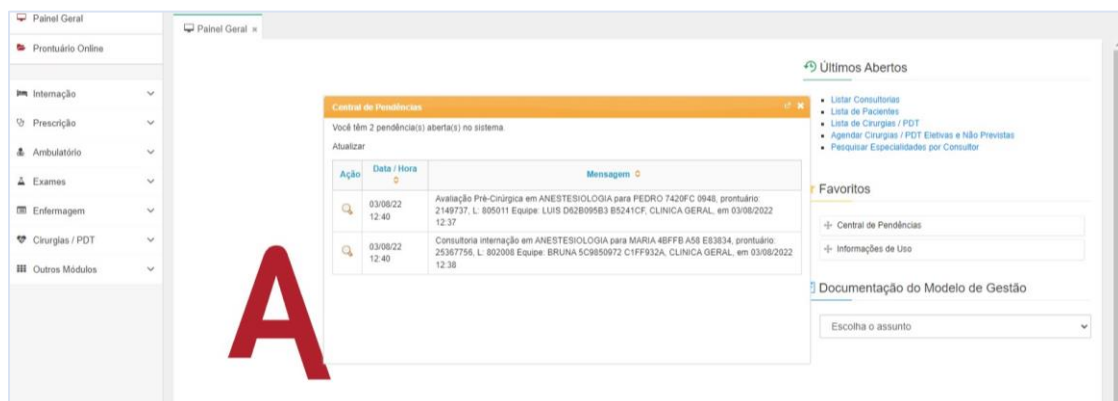 Painel Geral
Prontuário Online
Internação
Prescrição
Ambulatório
Exames
Enfermagem
Cirurgias / PDT
Outros Módulos
Painel Geral ×
A
Central de Pendências
Você têm 2 pendência(s) aberta(s) no sistema.
Atualizar
Ação Data / Hora Mensagem
03/08/22
12:40
Avaliação Pré-Cirúrgica em ANESTESIOLOGIA para PEDRO 7420FC 0948, prontuário:
2149737, L: 805011 Equipe: LUIS D62B095B3 B5241CF, CLINICA GERAL, em 03/08/2022
12:37
03/08/22
12:40
Consultoria internação em ANESTESIOLOGIA para MARIA 4BFFB A58 E83834, prontuário:
25367756, L: 802008 Equipe: BRUNA 5C9850972 C1FF932A, CLINICA GERAL, em 03/08/2022
12:38
Últimos Abertos
Listar Consultorias
Lista de Pacientes
Lista de Cirurgias / PDT
Agendar Cirurgias / PDT Eletivas e Não Previstas
Pesquisar Especialidades por Consultor
Favoritos
Central de Pendências
Informações de Uso
Documentação do Modelo de Gestão
Escolha o assunto